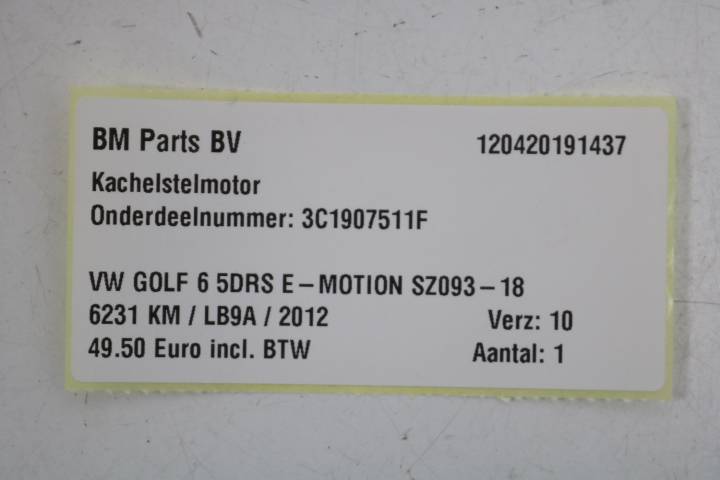 BM Parts BV 120420191437
Kachelstelmotor
Onderdeelnummer: 3C1907511F
VW GOLF 6 5DRS E-MOTION SZ093-18
6231 KM / LB9A / 2012 Verz: 10
49.50 Euro incl. BTW Aantal: 1